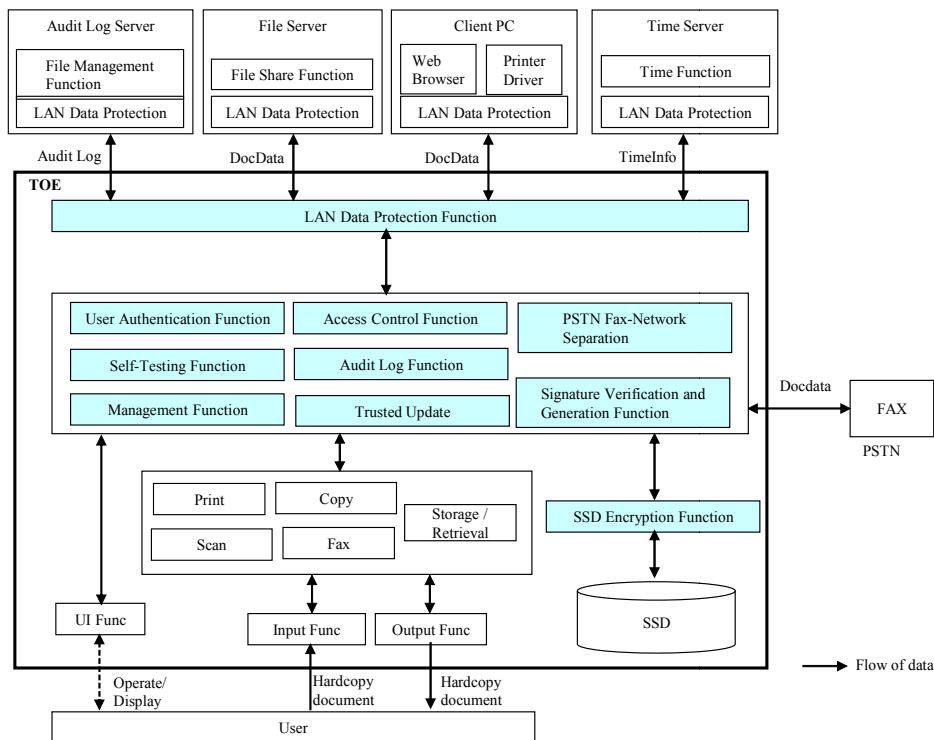 Audit Log Server
File Management
Function
LAN Data Protection
File Server
File Share Function
LAN Data Protection
Client PC
Web
Browser
Printer
Driver
LAN Data Protection
Time Server
Time Function
LAN Data Protection
Audit Log
DocData
DocData
TimeInfo
TOE
LAN Data Protection Function
User Authentication Function
Access Control Function
PSTN Fax-Network
Separation
Self-Testing Function
Audit Log Function
Management Function
Trusted Update
Signature Verification and
Generation Function
Docdata
FAX
PSTN
Print
Copy
Storage /
Retrieval
Scan
Fax
SSD Encryption Function
SSD
UI Func
Input Func
Output Func
Flow of data
Operate/
Display
Hardcopy
document
Hardcopy
document
User